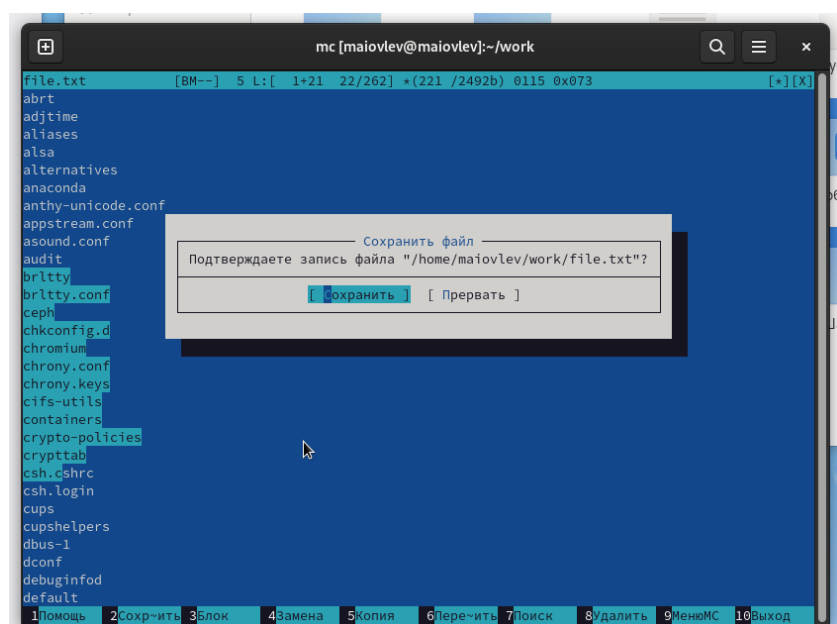 mc [maiovlev@maiovlev]:~/work
file.txt [BM--] 5 L:[ 1+21 22/262] *(221 /2492b) 0115 0x073 [*][X]
abrt
adjtime
aliases
alsa
alternatives
anaconda
anthy-unicode.conf
appstream.conf
asound.conf
audit
brltty
brltty.conf
ceph
chkconfig.d
chromium
chrony.conf
chrony.keys
cifs-utils
containers
crypto-policies
crypttab
csh.cshrc
csh.login
cups
cupshelpers
dbus-1
dconf
debuginfod
default
Сохранить файл
Подтверждаете запись файла "/home/maiovlev/work/file.txt"?
[ Сохранить ] [ Прервать ]
1Помощь 2Сохр~ить 3Блок 4Замена 5Копия 6Пере~ить 7Поиск 8Удалить 9МенюМС 10Выход